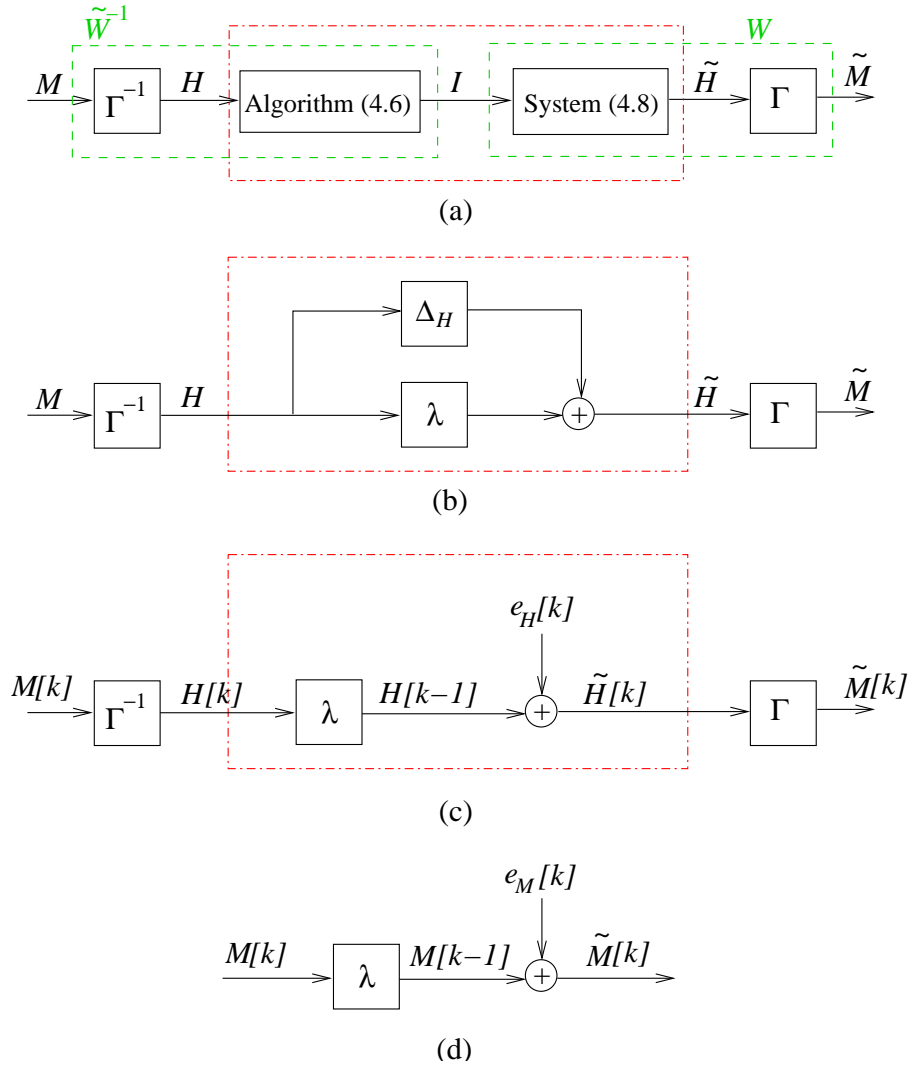 W̃⁻¹ W
M Γ⁻¹ H Algorithm (4.6) I System (4.8) H̃ Γ M̃
(a)
Δ_H
M Γ⁻¹ H λ + H̃ Γ M̃
(b)
e_H[k]
M[k] Γ⁻¹ H[k] λ H[k−1] + H̃[k] Γ M̃[k]
(c)
e_M[k]
M[k] λ M[k−1] + M̃[k]
(d)